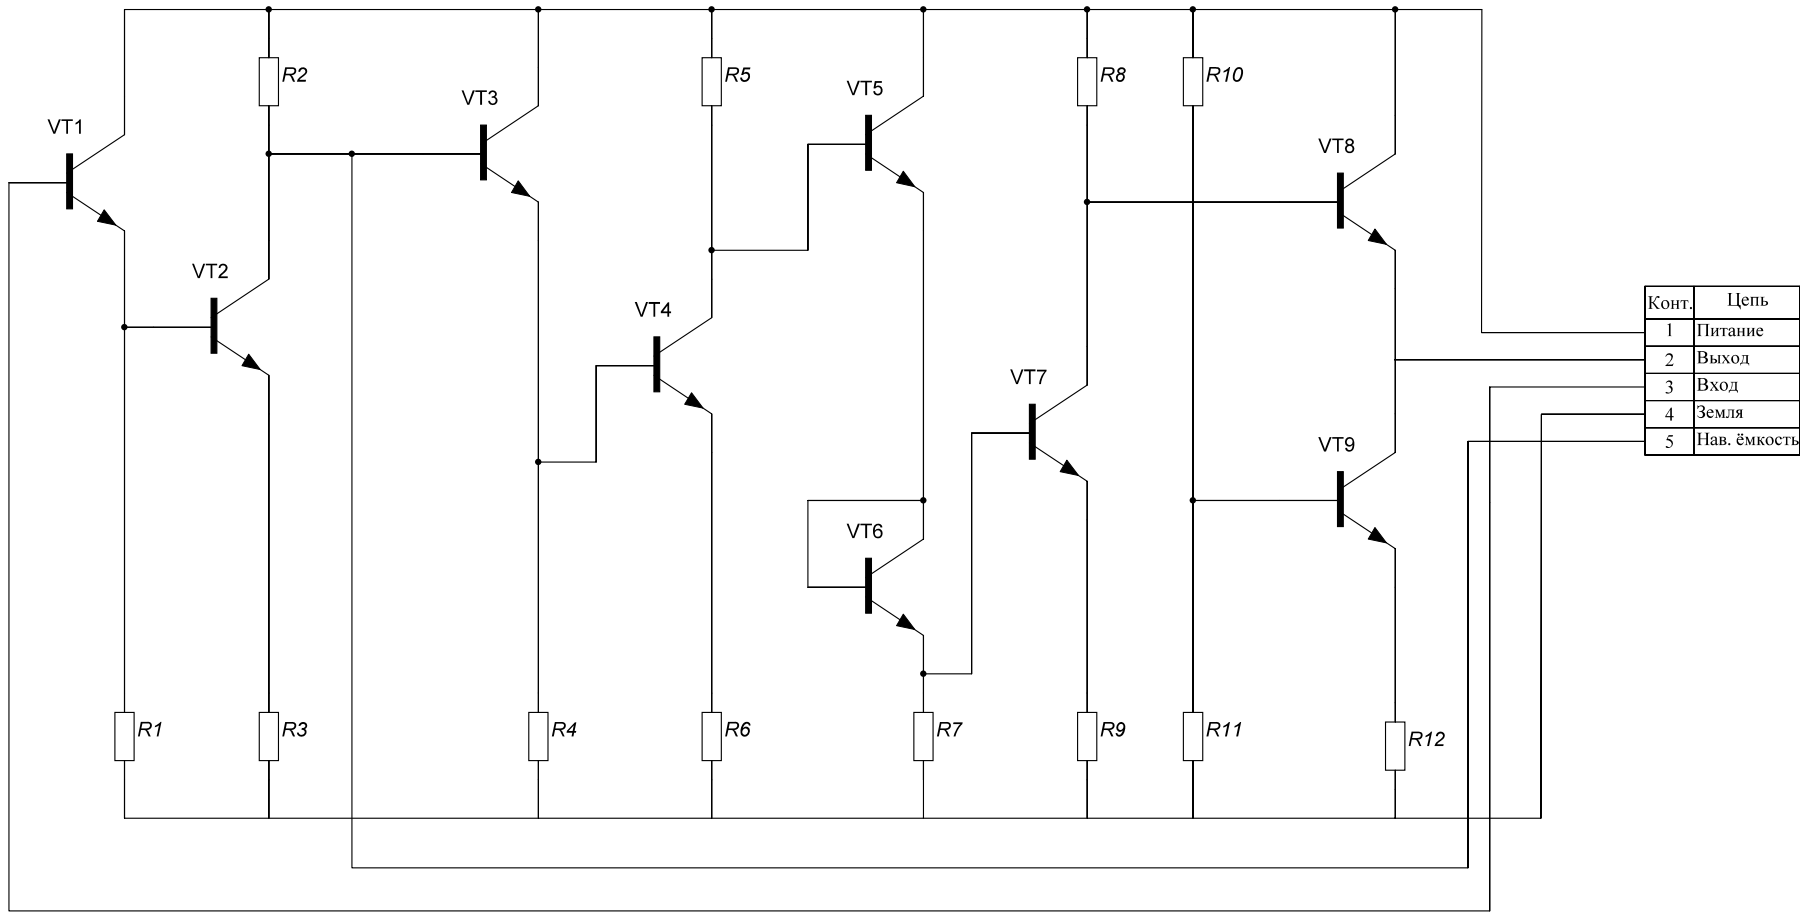 R2
R5
R8
R10
VT5
VT3
VT1
VT8
VT2
VT4
VT7
VT9
VT6
Конт. Цепь
1 Питание
2 Выход
3 Вход
4 Земля
5 Нав. ёмкость
R1
R3
R4
R6
R7
R9
R11
R12